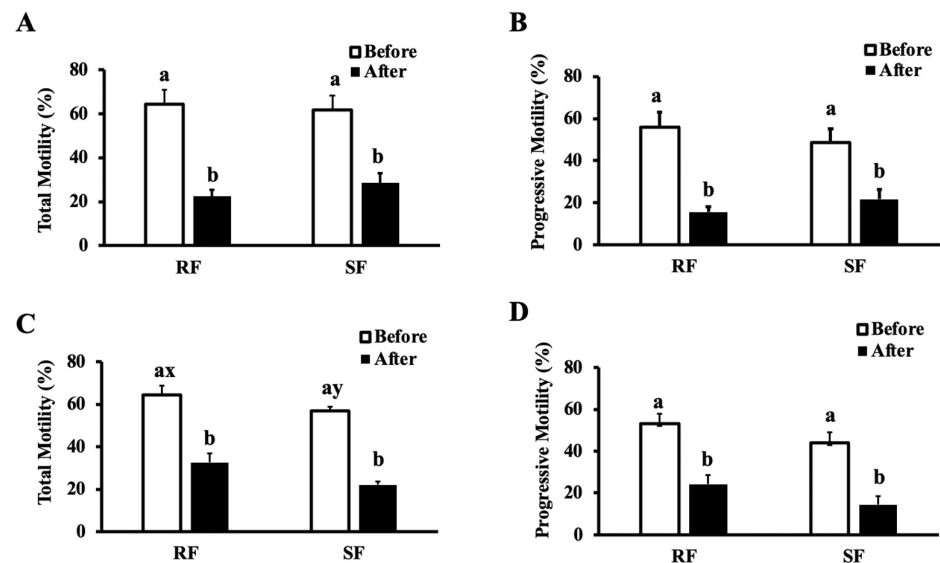 A
Before
After
Total Motility (%)
80
60
40
20
0
a
b
a
b
RF
SF
B
Before
After
Progressive Motility (%)
80
60
40
20
0
a
b
a
b
RF
SF
C
Before
After
Total Motility (%)
80
60
40
20
0
ax
b
ay
b
RF
SF
D
Before
After
Progressive Motility (%)
80
60
40
20
0
a
b
a
b
RF
SF